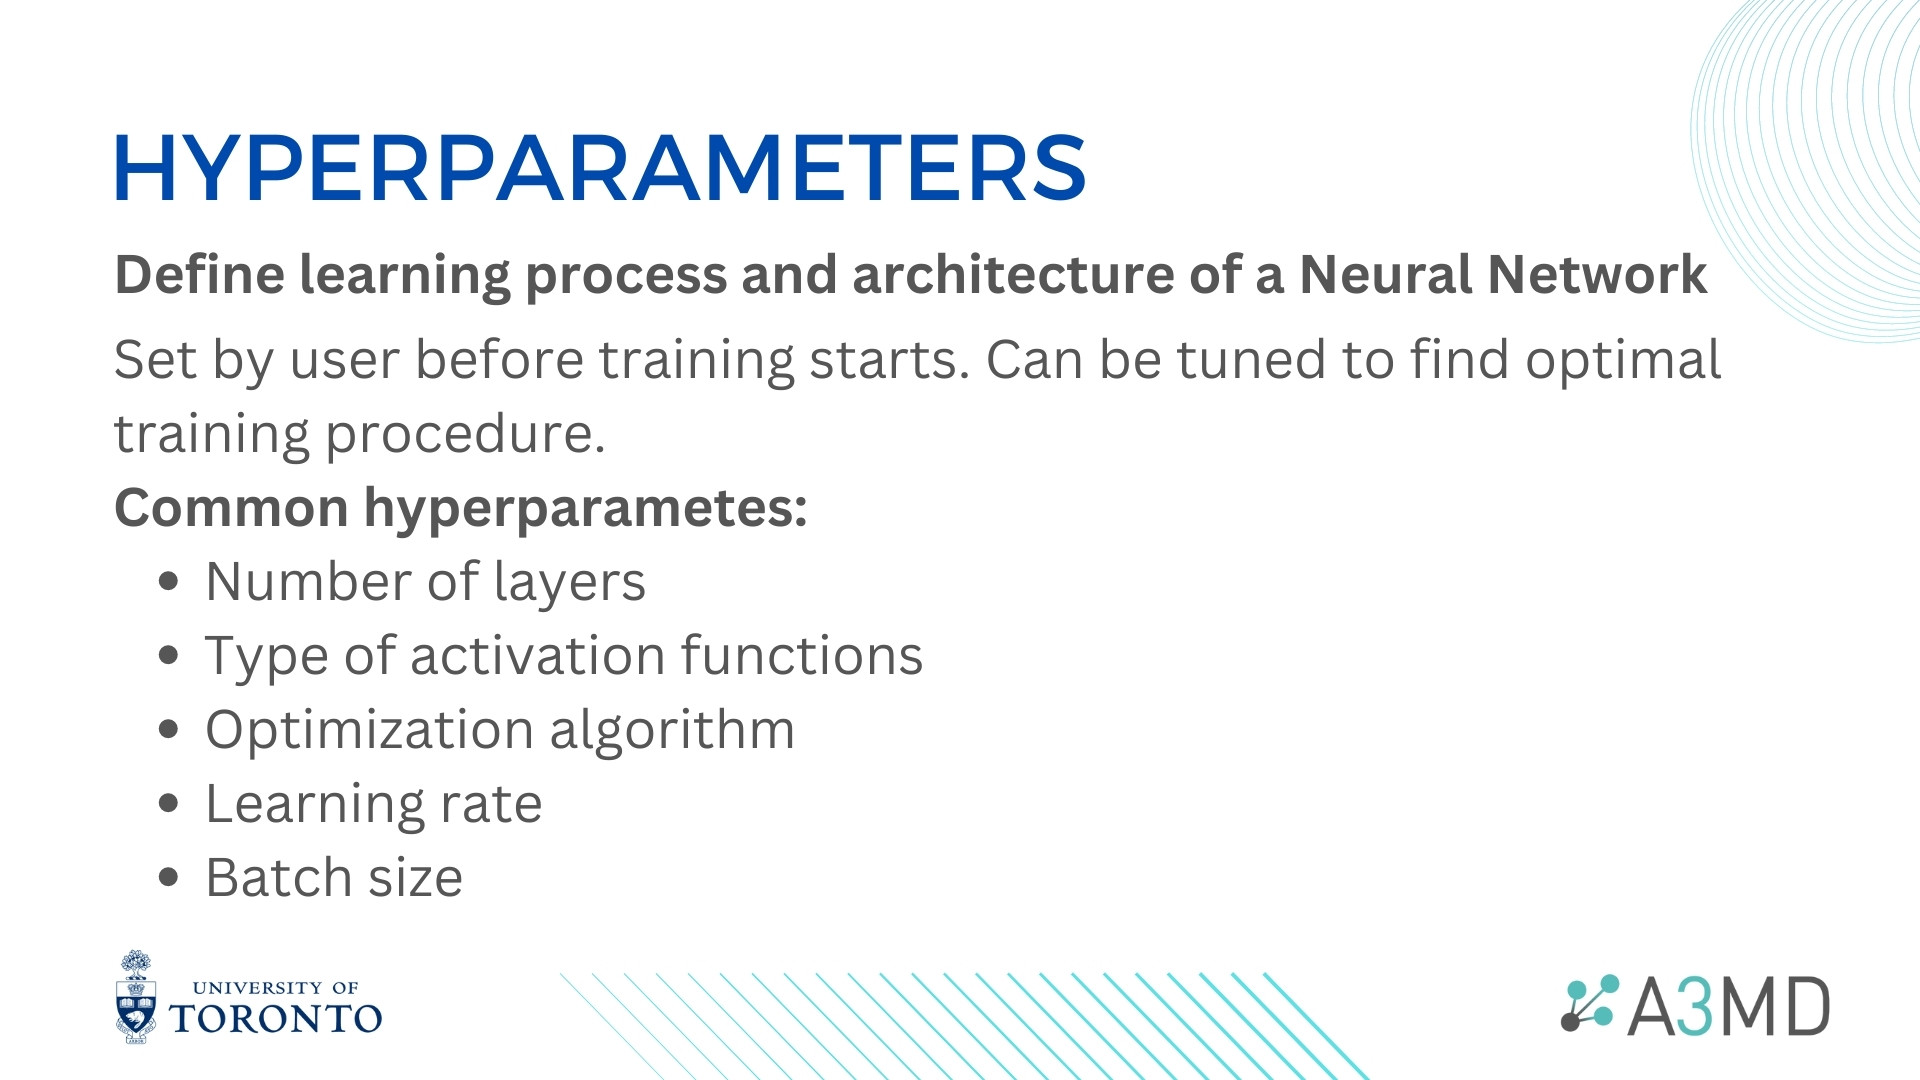 HYPERPARAMETERS
Define learning process and architecture of a Neural Network
Set by user before training starts. Can be tuned to find optimal
training procedure.
Common hyperparametes:
• Number of layers
• Type of activation functions
• Optimization algorithm
• Learning rate
• Batch size
UNIVERSITY OF
TORONTO
A3MD